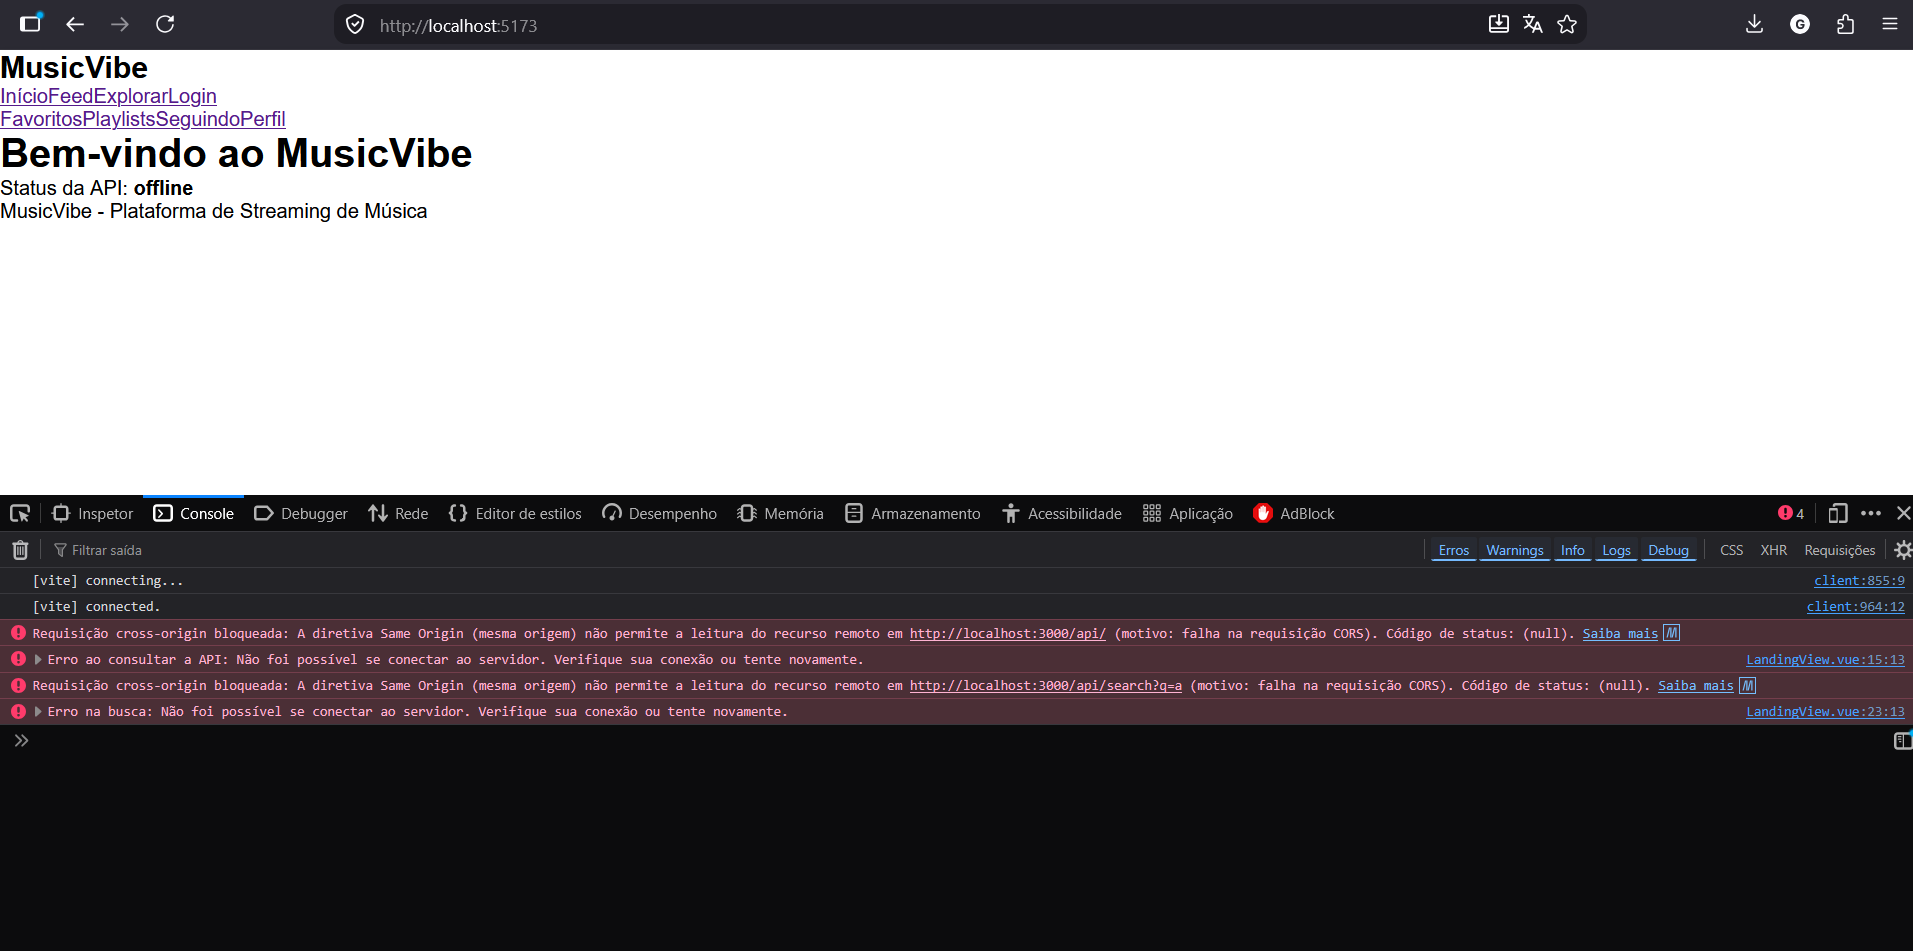 http://localhost:5173
G
MusicVibe
InícioFeedExplorarLogin
FavoritosPlaylistsSeguindoPerfil
Bem-vindo ao MusicVibe
Status da API: offline
MusicVibe - Plataforma de Streaming de Música
Inspetor Console Debugger Rede Editor de estilos Desempenho Memória Armazenamento Acessibilidade Aplicação AdBlock 4
Filtrar saída Erros Warnings Info Logs Debug CSS XHR Requisições
[vite] connecting... client:855:9
[vite] connected. client:964:12
Requisição cross-origin bloqueada: A diretiva Same Origin (mesma origem) não permite a leitura do recurso remoto em http://localhost:3000/api/ (motivo: falha na requisição CORS). Código de status: (null). Saiba mais
Erro ao consultar a API: Não foi possível se conectar ao servidor. Verifique sua conexão ou tente novamente. LandingView.vue:15:13
Requisição cross-origin bloqueada: A diretiva Same Origin (mesma origem) não permite a leitura do recurso remoto em http://localhost:3000/api/search?q=a (motivo: falha na requisição CORS). Código de status: (null). Saiba mais
Erro na busca: Não foi possível se conectar ao servidor. Verifique sua conexão ou tente novamente. LandingView.vue:23:13